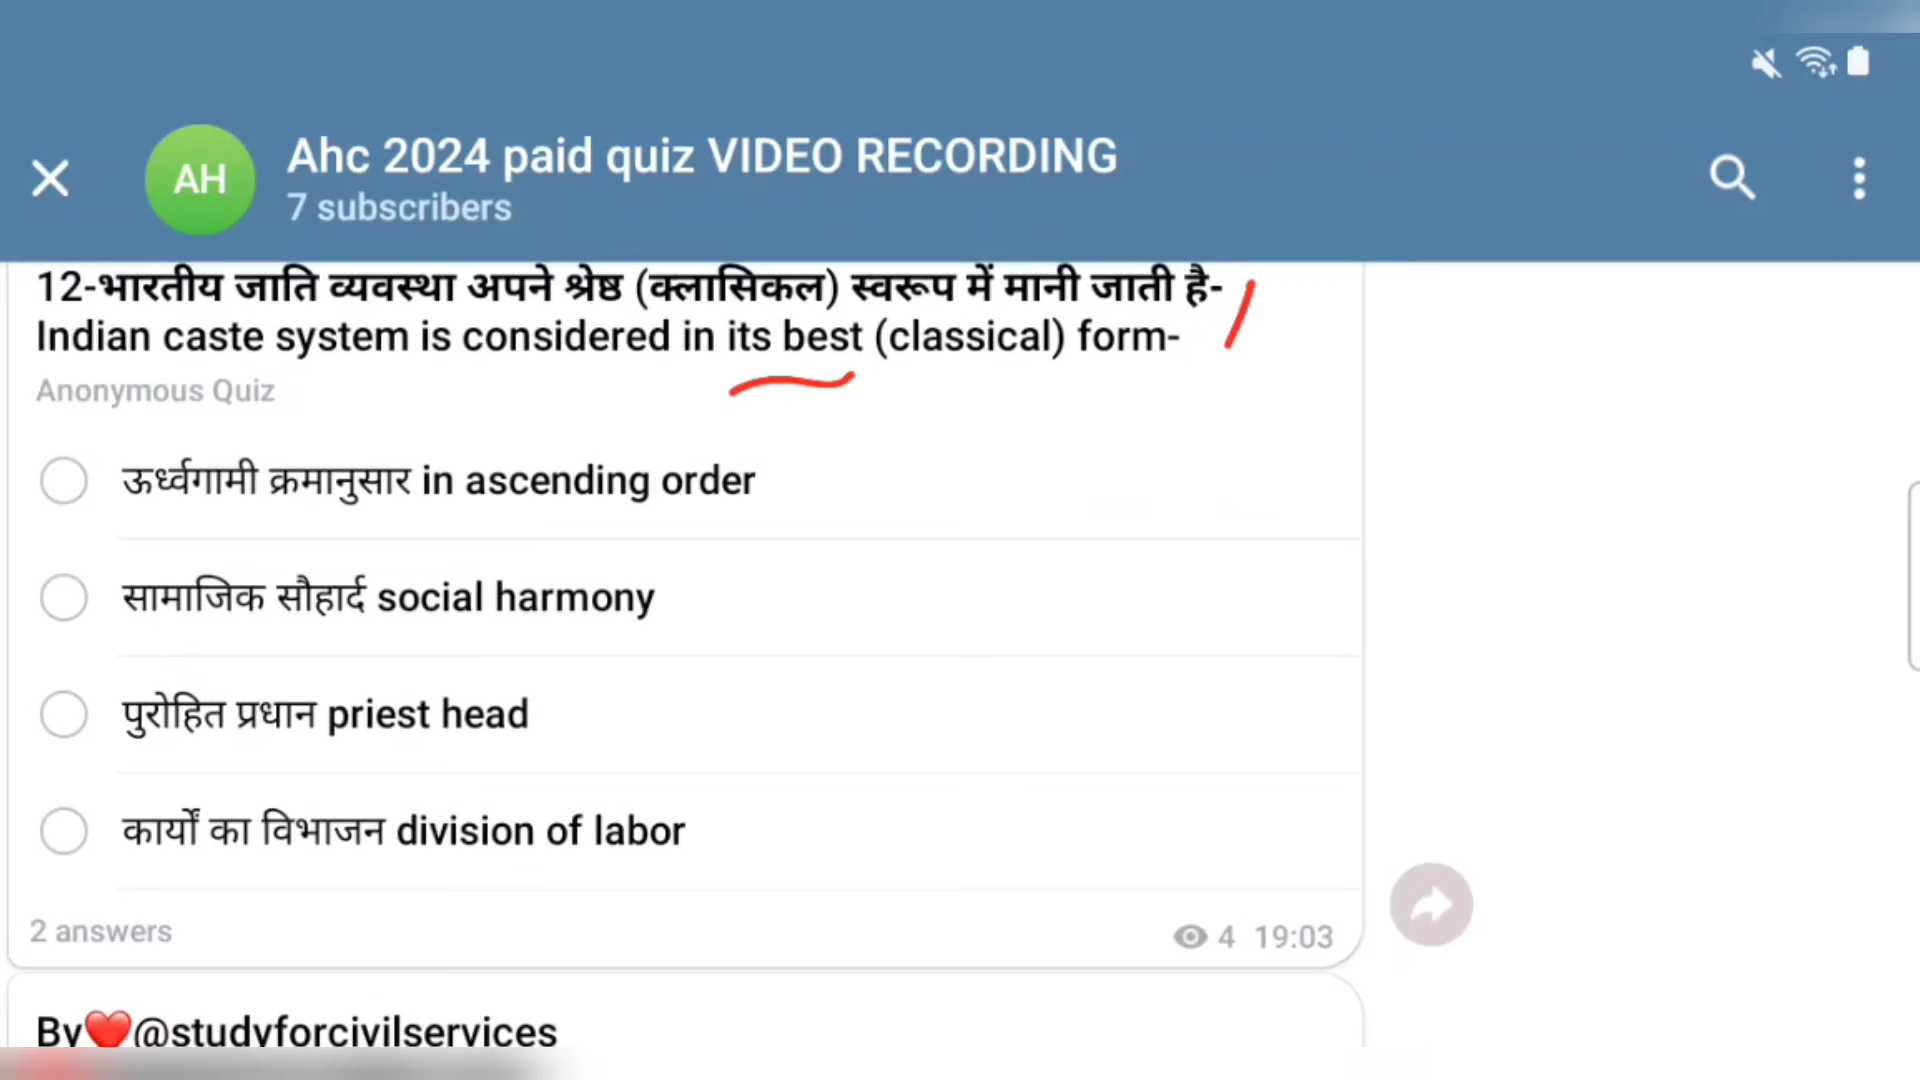 Ahc 2024 paid quiz VIDEO RECORDING
AH
7 subscribers
12-भारतीय जाति व्यवस्था अपने श्रेष्ठ (क्लासिकल) स्वरूप में मानी जाती है-
Indian caste system is considered in its best (classical) form-
Anonymous Quiz
ऊर्ध्वगामी क्रमानुसार in ascending order
सामाजिक सौहार्द social harmony
पुरोहित प्रधान priest head
कार्यों का विभाजन division of labor
2 answers
4 19:03
By❤️@studyforcivilservices